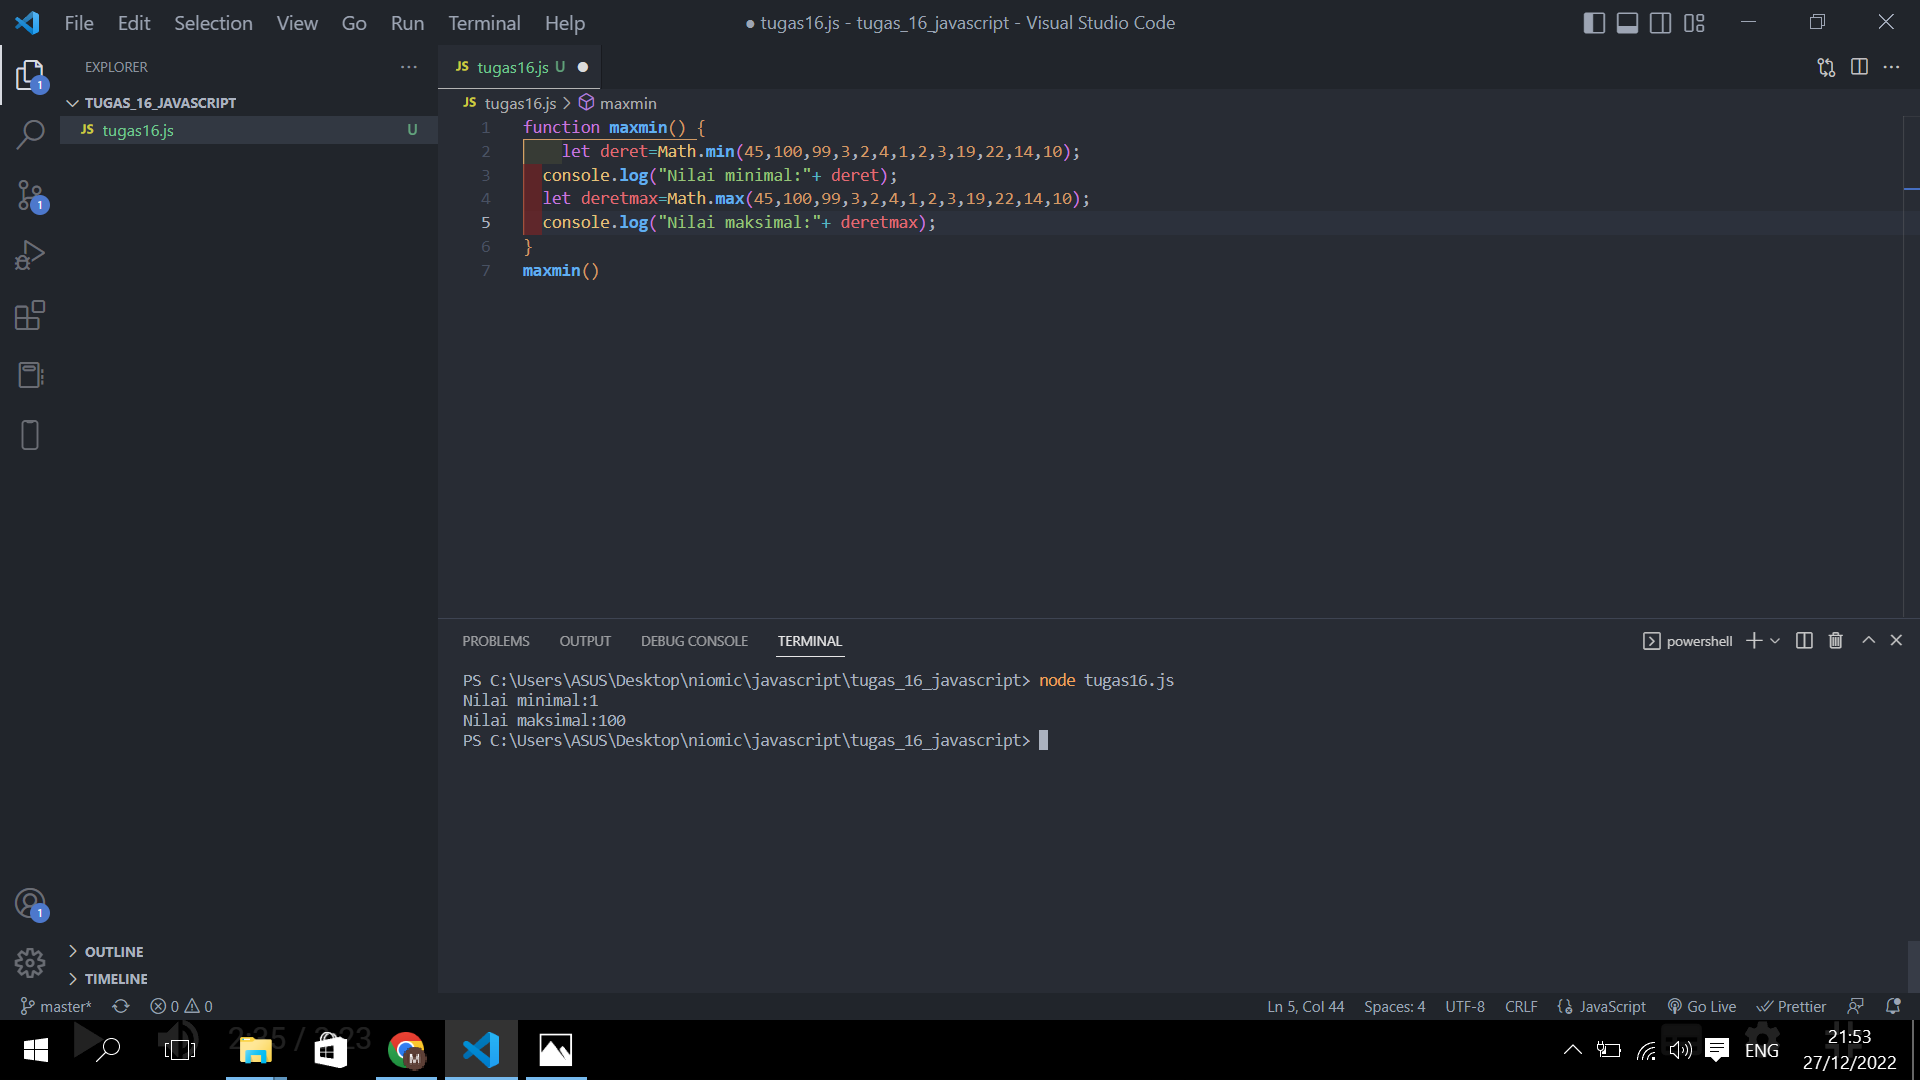 File Edit Selection View Go Run Terminal Help
● tugas16.js - tugas_16_javascript - Visual Studio Code
EXPLORER
JS tugas16.js U
1
TUGAS_16_JAVASCRIPT
JS tugas16.js U
JS tugas16.js > maxmin
1 function maxmin() {
2 let deret=Math.min(45,100,99,3,2,4,1,2,3,19,22,14,10);
3 console.log("Nilai minimal:"+ deret);
4 let deretmax=Math.max(45,100,99,3,2,4,1,2,3,19,22,14,10);
5 console.log("Nilai maksimal:"+ deretmax);
6 }
7 maxmin()
1
PROBLEMS OUTPUT DEBUG CONSOLE TERMINAL
powershell
PS C:\Users\ASUS\Desktop\niomic\javascript\tugas_16_javascript> node tugas16.js
Nilai minimal:1
Nilai maksimal:100
PS C:\Users\ASUS\Desktop\niomic\javascript\tugas_16_javascript>
1
OUTLINE
TIMELINE
master* 0 0
Ln 5, Col 44 Spaces: 4 UTF-8 CRLF {} JavaScript Go Live Prettier
M
ENG
21:53
27/12/2022